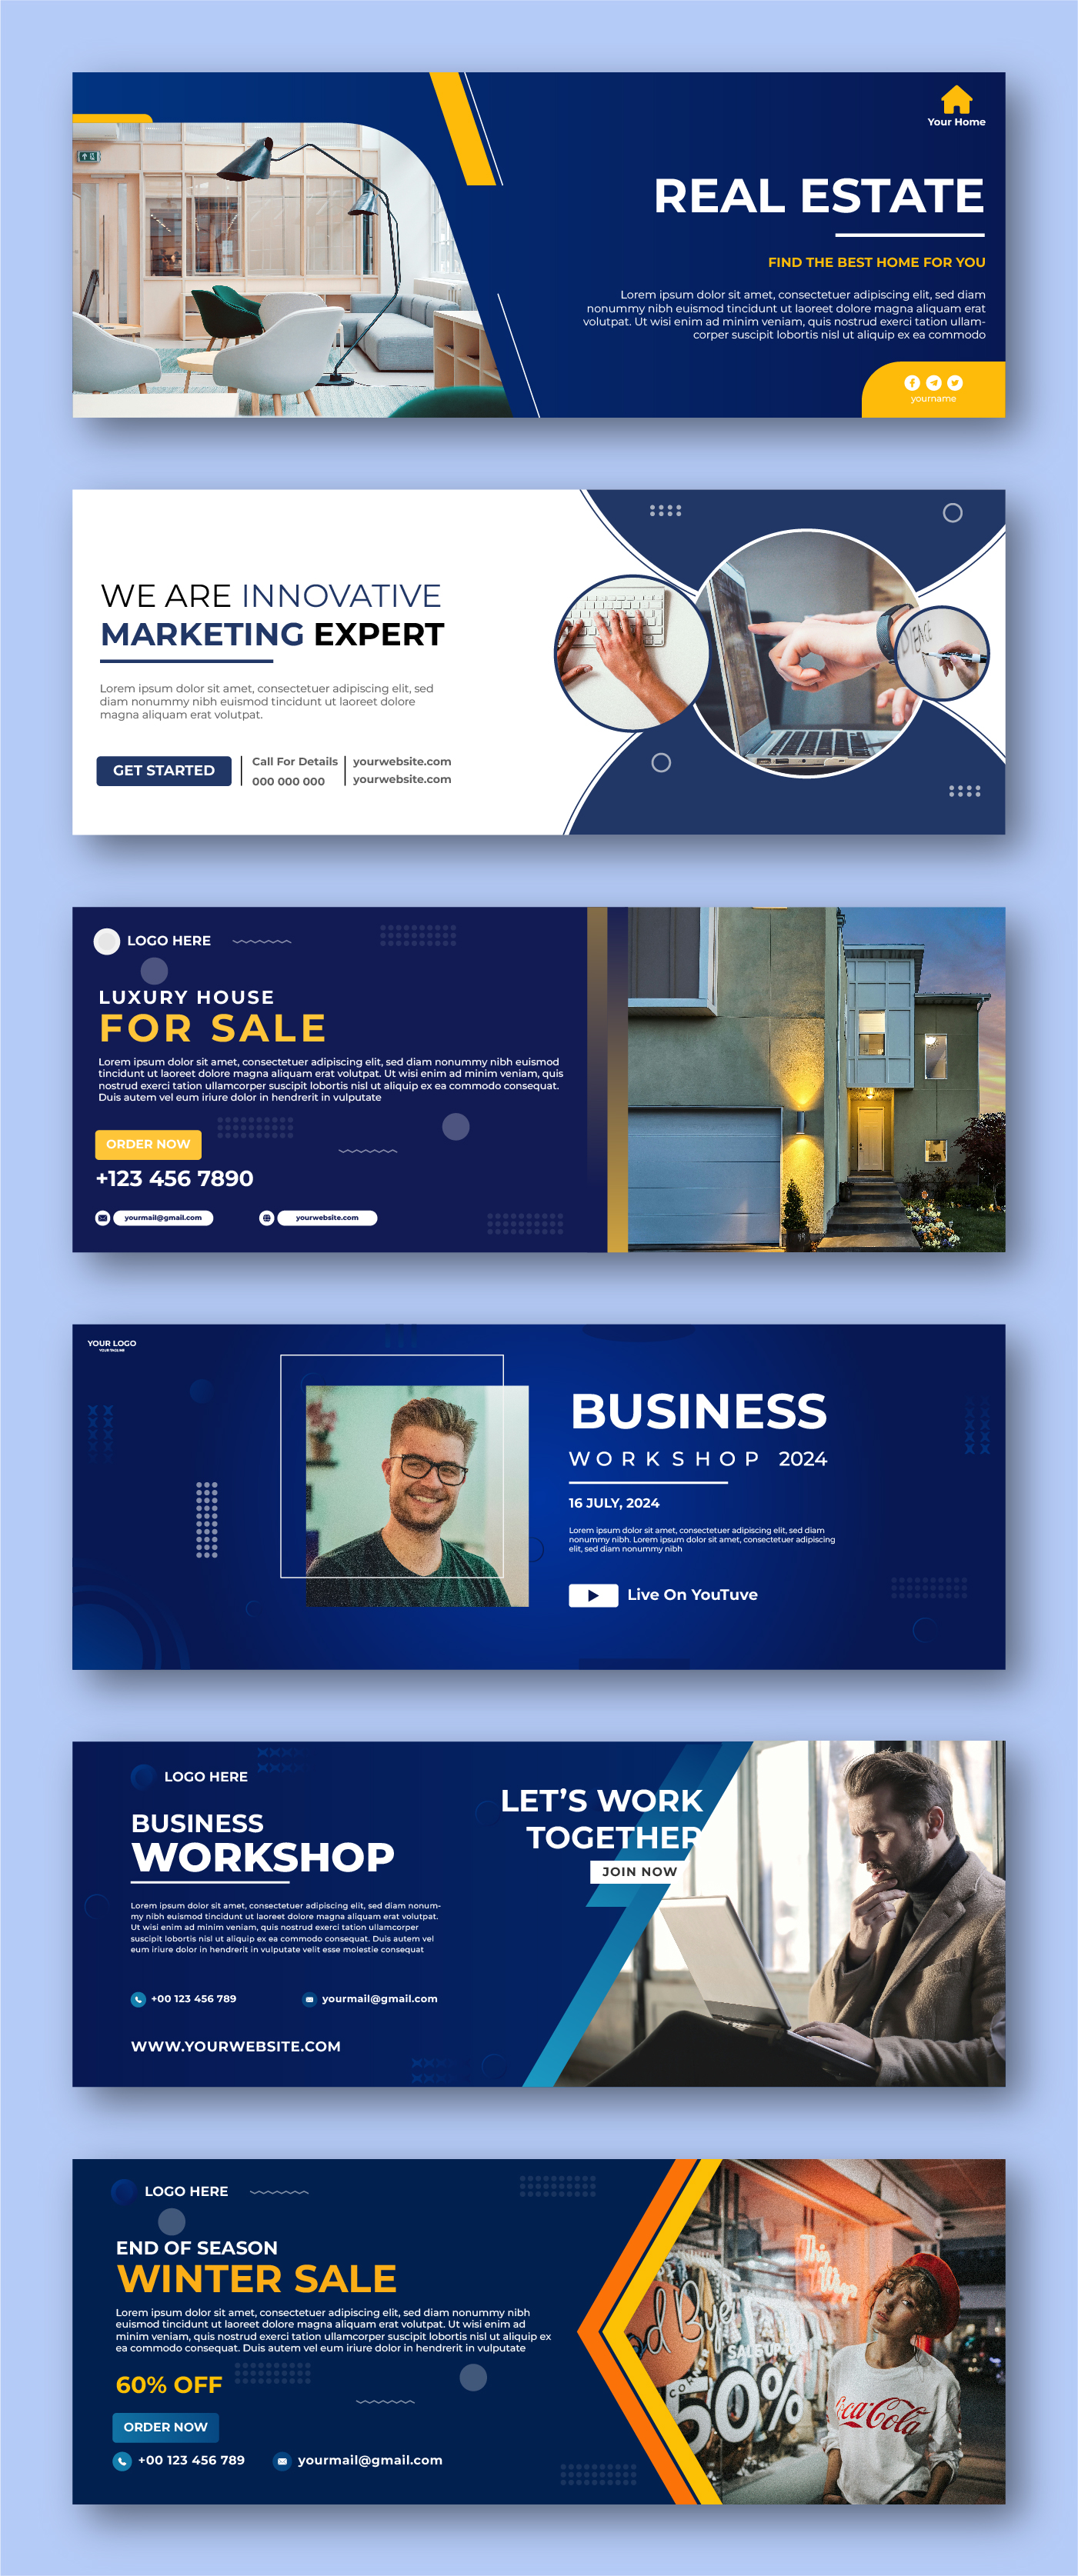 Your Home
REAL ESTATE
FIND THE BEST HOME FOR YOU
Lorem ipsum dolor sit amet, consectetuer adipiscing elit, sed diam
nonummy nibh euismod tincidunt ut laoreet dolore magna aliquam erat
volutpat. Ut wisi enim ad minim veniam, quis nostrud exerci tation ullam-
corper suscipit lobortis nisl ut aliquip ex ea commodo
yourname
WE ARE INNOVATIVE
MARKETING EXPERT
Lorem ipsum dolor sit amet, consectetuer adipiscing elit, sed
diam nonummy nibh euismod tincidunt ut laoreet dolore
magna aliquam erat volutpat.
GET STARTED
Call For Details
000 000 000
yourwebsite.com
yourwebsite.com
LOGO HERE
LUXURY HOUSE
FOR SALE
Lorem ipsum dolor sit amet, consectetuer adipiscing elit, sed diam nonummy nibh euismod
tincidunt ut laoreet dolore magna aliquam erat volutpat. Ut wisi enim ad minim veniam, quis
nostrud exerci tation ullamcorper suscipit lobortis nisl ut aliquip ex ea commodo consequat.
Duis autem vel eum iriure dolor in hendrerit in vulputate
ORDER NOW
+123 456 7890
yourmail@gmail.com
yourwebsite.com
YOUR LOGO
YOUR TAGLINE
BUSINESS
WORKSHOP 2024
16 JULY, 2024
Lorem ipsum dolor sit amet, consectetuer adipiscing elit, sed diam
nonummy nibh. Lorem ipsum dolor sit amet, consectetuer adipiscing
elit, sed diam nonummy nibh
Live On YouTuve
LOGO HERE
BUSINESS
WORKSHOP
Lorem ipsum dolor sit amet, consectetuer adipiscing elit, sed diam nonum-
my nibh euismod tincidunt ut laoreet dolore magna aliquam erat volutpat.
Ut wisi enim ad minim veniam, quis nostrud exerci tation ullamcorper
suscipit lobortis nisl ut aliquip ex ea commodo consequat. Duis autem vel
eum iriure dolor in hendrerit in vulputate velit esse molestie consequat
+00 123 456 789
yourmail@gmail.com
WWW.YOURWEBSITE.COM
LET'S WORK
TOGETHER
JOIN NOW
LOGO HERE
END OF SEASON
WINTER SALE
Lorem ipsum dolor sit amet, consectetuer adipiscing elit, sed diam nonummy nibh
euismod tincidunt ut laoreet dolore magna aliquam erat volutpat. Ut wisi enim ad
minim veniam, quis nostrud exerci tation ullamcorper suscipit lobortis nisl ut aliquip ex
ea commodo consequat. Duis autem vel eum iriure dolor in hendrerit in vulputate
60% OFF
ORDER NOW
+00 123 456 789
yourmail@gmail.com
This
Way
50%
Coca-Cola